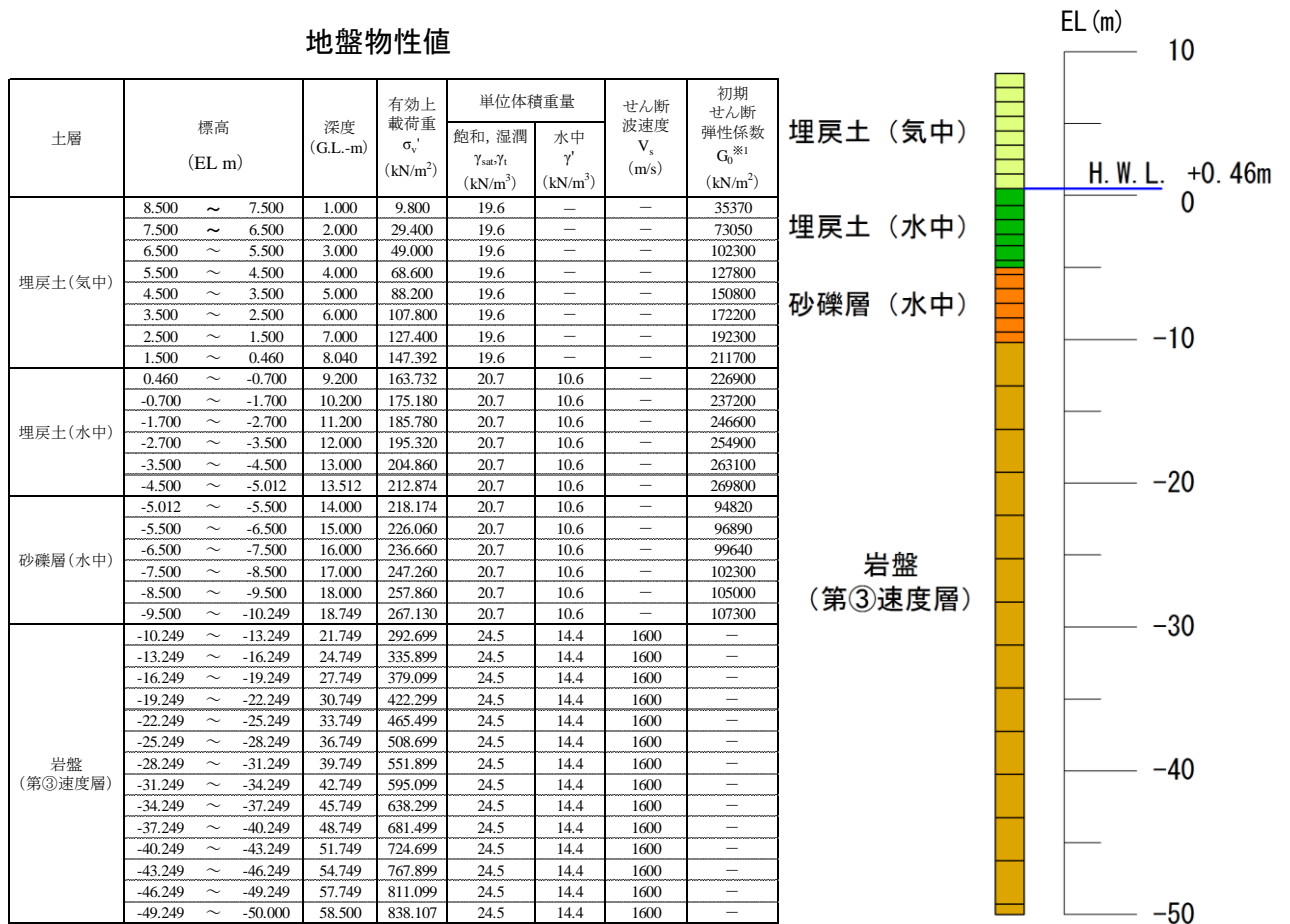 地盤物性値
土層 標高 (EL m) 深度 (G.L.-m) 有効上載荷重 σv' (kN/m²) 単位体積重量 飽和, 湿潤 γsat,γt (kN/m³) 水中 γ' (kN/m³) せん断波速度 Vs (m/s) 初期せん断弾性係数 G0※1 (kN/m²)
埋戻土(気中)
8.500 ~ 7.500 1.000 9.800 19.6 — — 35370
7.500 ~ 6.500 2.000 29.400 19.6 — — 73050
6.500 ~ 5.500 3.000 49.000 19.6 — — 102300
5.500 ~ 4.500 4.000 68.600 19.6 — — 127800
4.500 ~ 3.500 5.000 88.200 19.6 — — 150800
3.500 ~ 2.500 6.000 107.800 19.6 — — 172200
2.500 ~ 1.500 7.000 127.400 19.6 — — 192300
1.500 ~ 0.460 8.040 147.392 19.6 — — 211700
埋戻土(水中)
0.460 ~ -0.700 9.200 163.732 20.7 10.6 — 226900
-0.700 ~ -1.700 10.200 175.180 20.7 10.6 — 237200
-1.700 ~ -2.700 11.200 185.780 20.7 10.6 — 246600
-2.700 ~ -3.500 12.000 195.320 20.7 10.6 — 254900
-3.500 ~ -4.500 13.000 204.860 20.7 10.6 — 263100
-4.500 ~ -5.012 13.512 212.874 20.7 10.6 — 269800
砂礫層(水中)
-5.012 ~ -5.500 14.000 218.174 20.7 10.6 — 94820
-5.500 ~ -6.500 15.000 226.060 20.7 10.6 — 96890
-6.500 ~ -7.500 16.000 236.660 20.7 10.6 — 99640
-7.500 ~ -8.500 17.000 247.260 20.7 10.6 — 102300
-8.500 ~ -9.500 18.000 257.860 20.7 10.6 — 105000
-9.500 ~ -10.249 18.749 267.130 20.7 10.6 — 107300
岩盤
(第③速度層)
-10.249 ~ -13.249 21.749 292.699 24.5 14.4 1600 —
-13.249 ~ -16.249 24.749 335.899 24.5 14.4 1600 —
-16.249 ~ -19.249 27.749 379.099 24.5 14.4 1600 —
-19.249 ~ -22.249 30.749 422.299 24.5 14.4 1600 —
-22.249 ~ -25.249 33.749 465.499 24.5 14.4 1600 —
-25.249 ~ -28.249 36.749 508.699 24.5 14.4 1600 —
-28.249 ~ -31.249 39.749 551.899 24.5 14.4 1600 —
-31.249 ~ -34.249 42.749 595.099 24.5 14.4 1600 —
-34.249 ~ -37.249 45.749 638.299 24.5 14.4 1600 —
-37.249 ~ -40.249 48.749 681.499 24.5 14.4 1600 —
-40.249 ~ -43.249 51.749 724.699 24.5 14.4 1600 —
-43.249 ~ -46.249 54.749 767.899 24.5 14.4 1600 —
-46.249 ~ -49.249 57.749 811.099 24.5 14.4 1600 —
-49.249 ~ -50.000 58.500 838.107 24.5 14.4 1600 —
EL(m)
10
埋戻土(気中)
H.W.L. +0.46m
0
埋戻土(水中)
砂礫層(水中)
-10
-20
岩盤
(第③速度層)
-30
-40
-50